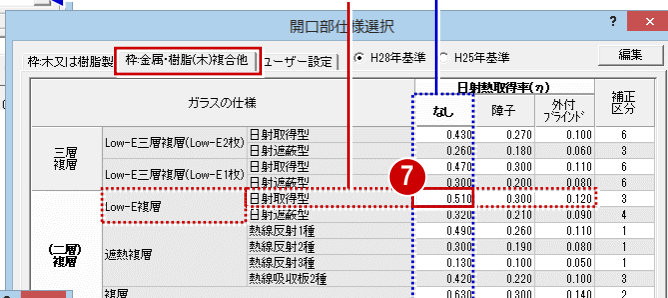 開口部仕様選択 ? ×
枠:木又は樹脂製 枠:金属・樹脂(木)複合他 ユーザー設定 H28年基準 H25年基準 編集
ガラスの仕様 日射熱取得率(η) 補正区分
なし 障子 外付ブラインド
三層複層 Low-E三層複層(Low-E2枚) 日射取得型 0.430 0.270 0.100 6
日射遮蔽型 0.260 0.180 0.060 3
Low-E三層複層(Low-E1枚) 日射取得型 0.470 0.300 0.110 6
日射遮蔽型 0.300 0.200 0.080 6
7
(二層)複層 Low-E複層 日射取得型 0.510 0.300 0.120 3
日射遮蔽型 0.320 0.210 0.090 4
遮熱複層 熱線反射1種 0.490 0.260 0.110 1
熱線反射2種 0.300 0.190 0.080 1
熱線反射3種 0.130 0.100 0.050 1
熱線吸収板2種 0.420 0.220 0.100 3
複層 0.630 0.300 0.140 2